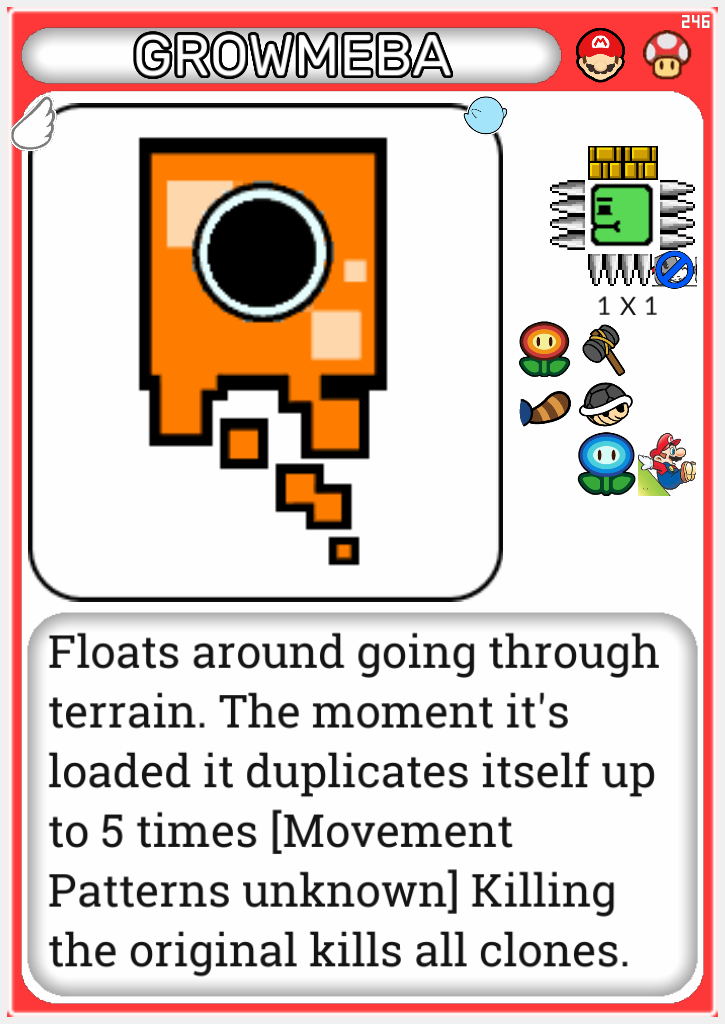 246
GROWMEBA
1 X 1
Floats around going through
terrain. The moment it's
loaded it duplicates itself up
to 5 times [Movement
Patterns unknown] Killing
the original kills all clones.